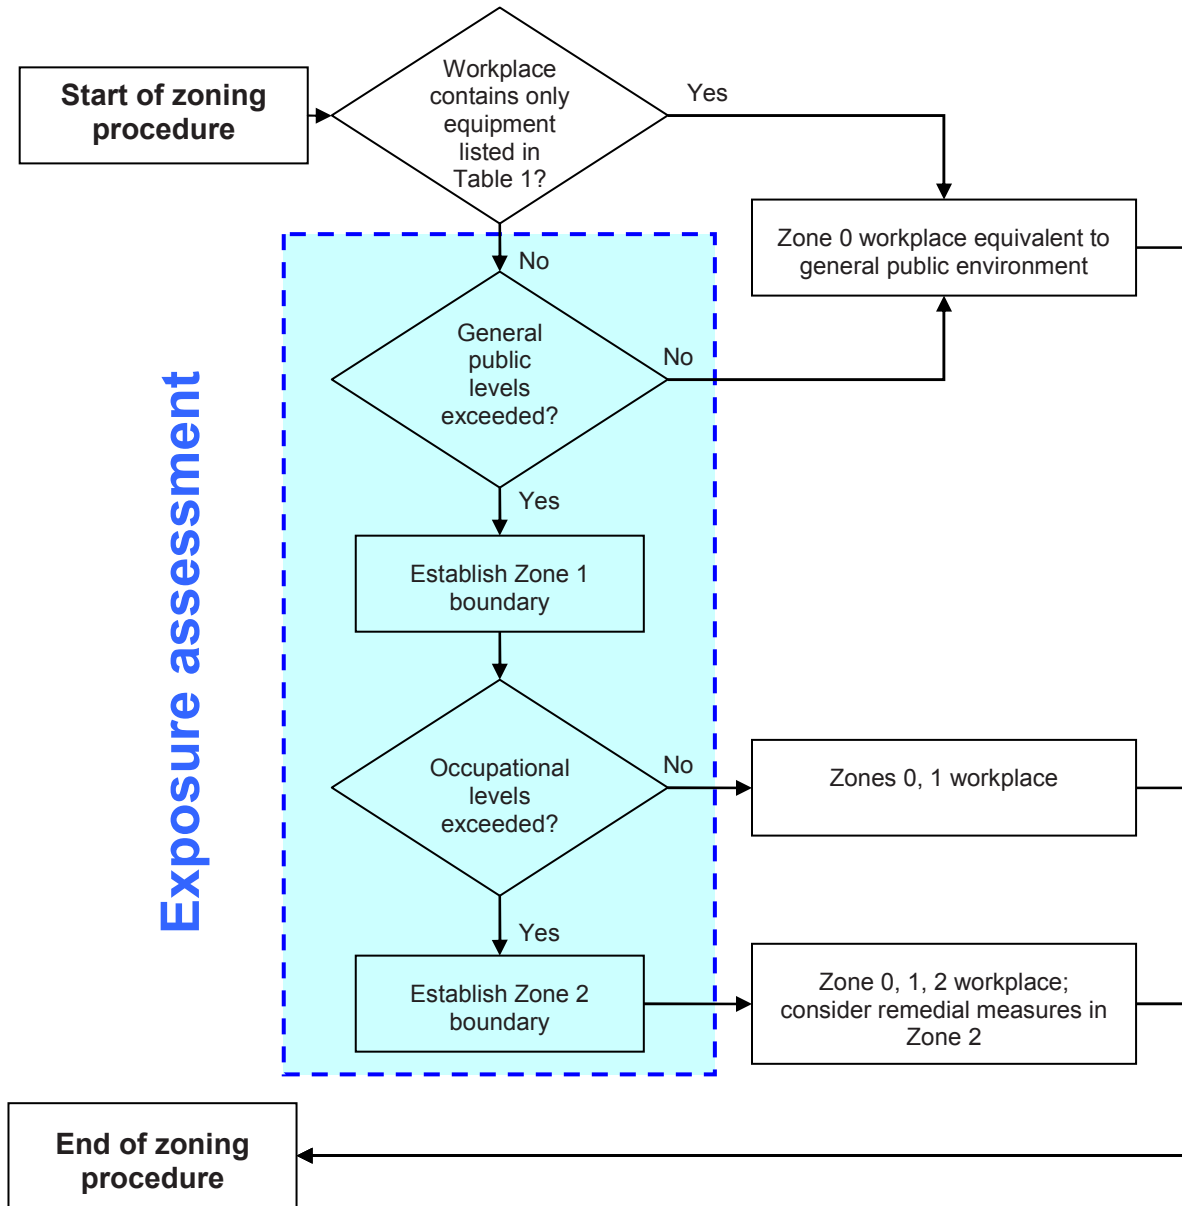 Start of zoning
procedure
Workplace
contains only
equipment
listed in
Table 1?
Yes
Zone 0 workplace equivalent to
general public environment
No
General
public
levels
exceeded?
No
Yes
Establish Zone 1
boundary
Exposure assessment
Occupational
levels
exceeded?
No
Zones 0, 1 workplace
Yes
Establish Zone 2
boundary
Zone 0, 1, 2 workplace;
consider remedial measures in
Zone 2
End of zoning
procedure